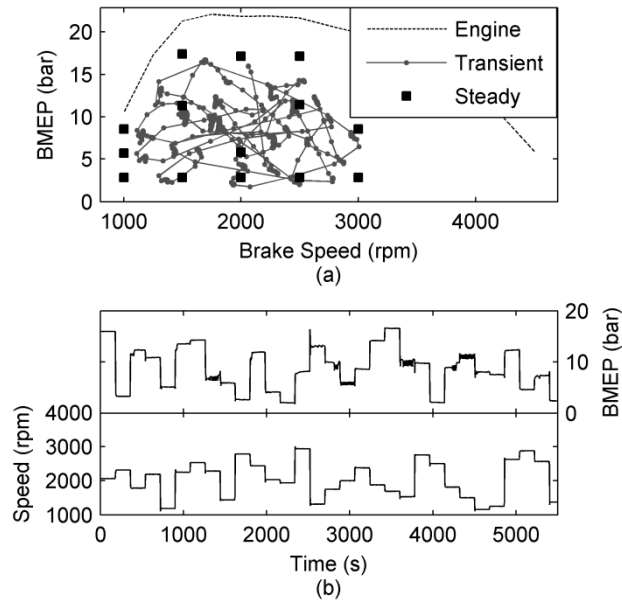 20
15
10
5
0
BMEP (bar)
Engine
Transient
Steady
1000 2000 3000 4000
Brake Speed (rpm)
(a)
20
10
0
BMEP (bar)
4000
3000
2000
1000
Speed (rpm)
0 1000 2000 3000 4000 5000
Time (s)
(b)